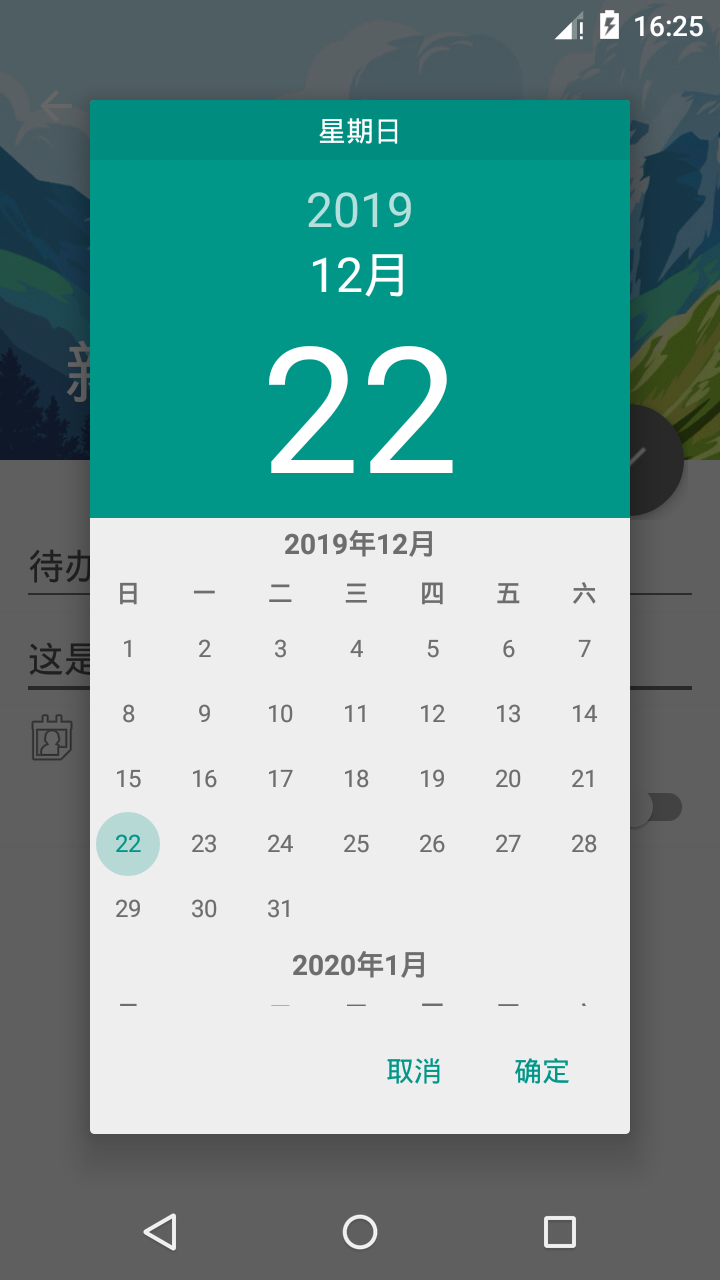 16:25
星期日
2019
12月
22
待办
这是
2019年12月
日 一 二 三 四 五 六
1 2 3 4 5 6 7
8 9 10 11 12 13 14
15 16 17 18 19 20 21
22 23 24 25 26 27 28
29 30 31
2020年1月
取消 确定